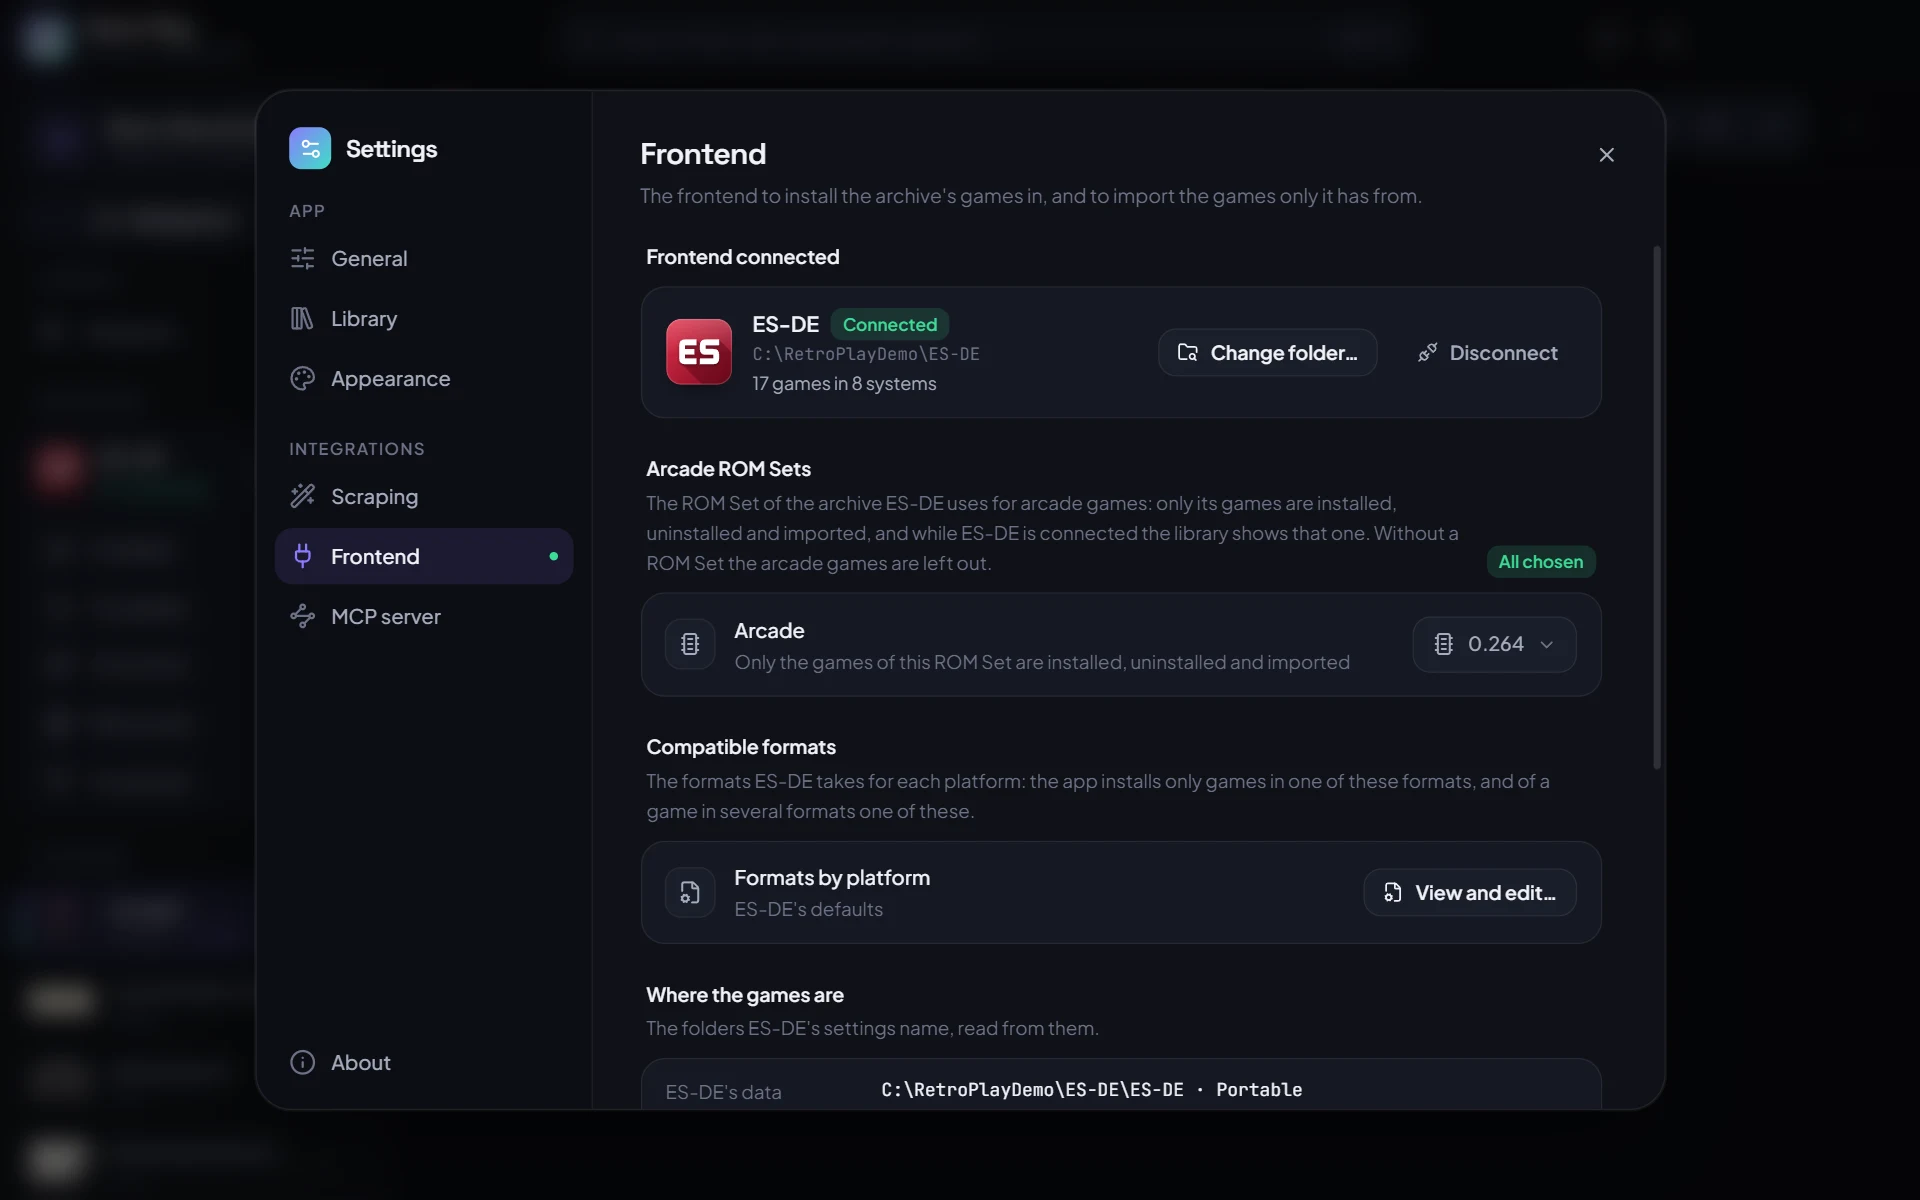 Settings
APP
General
Library
Appearance
INTEGRATIONS
Scraping
Frontend
MCP server
About
Frontend
The frontend to install the archive's games in, and to import the games only it has from.
Frontend connected
ES
ES-DE Connected
C:\RetroPlayDemo\ES-DE
17 games in 8 systems
Change folder...
Disconnect
Arcade ROM Sets
The ROM Set of the archive ES-DE uses for arcade games: only its games are installed,
uninstalled and imported, and while ES-DE is connected the library shows that one. Without a
ROM Set the arcade games are left out.
All chosen
Arcade
Only the games of this ROM Set are installed, uninstalled and imported
0.264
Compatible formats
The formats ES-DE takes for each platform: the app installs only games in one of these formats, and of a
game in several formats one of these.
Formats by platform
ES-DE's defaults
View and edit...
Where the games are
The folders ES-DE's settings name, read from them.
ES-DE's data
C:\RetroPlayDemo\ES-DE\ES-DE · Portable